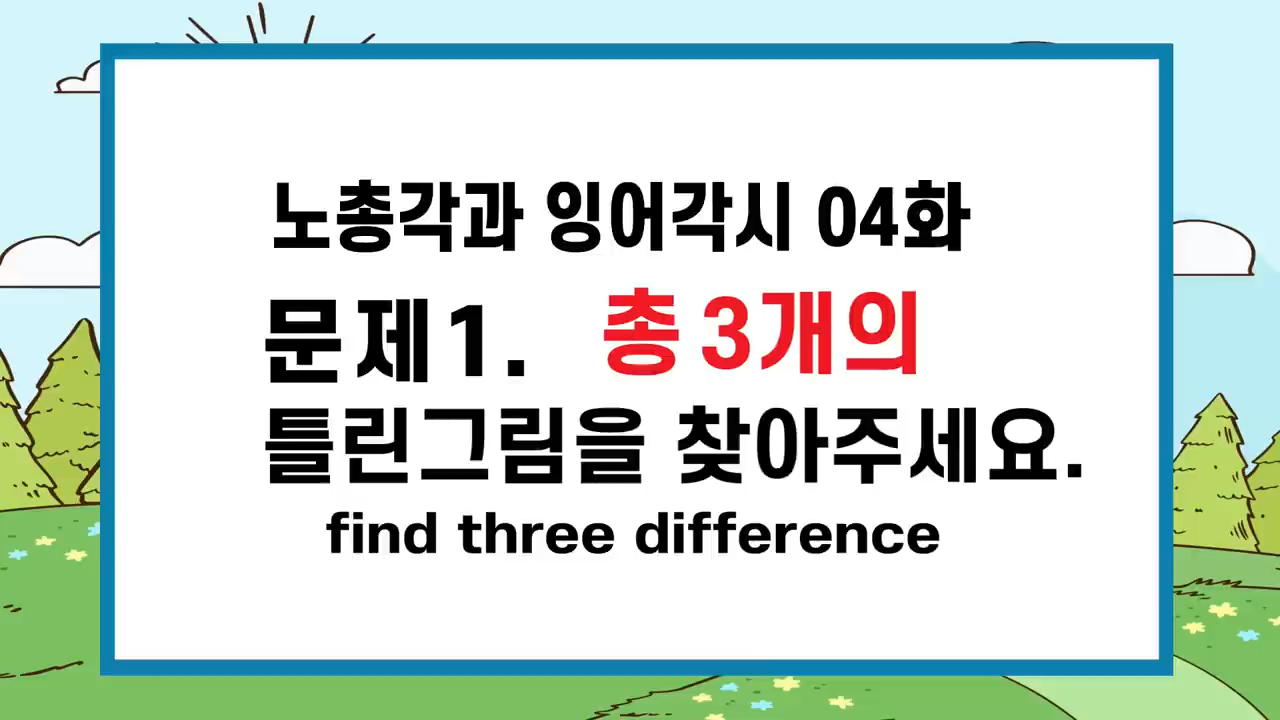 노총각과 잉어각시 04화
문제1. 총 3개의
틀린그림을 찾아주세요.
find three difference